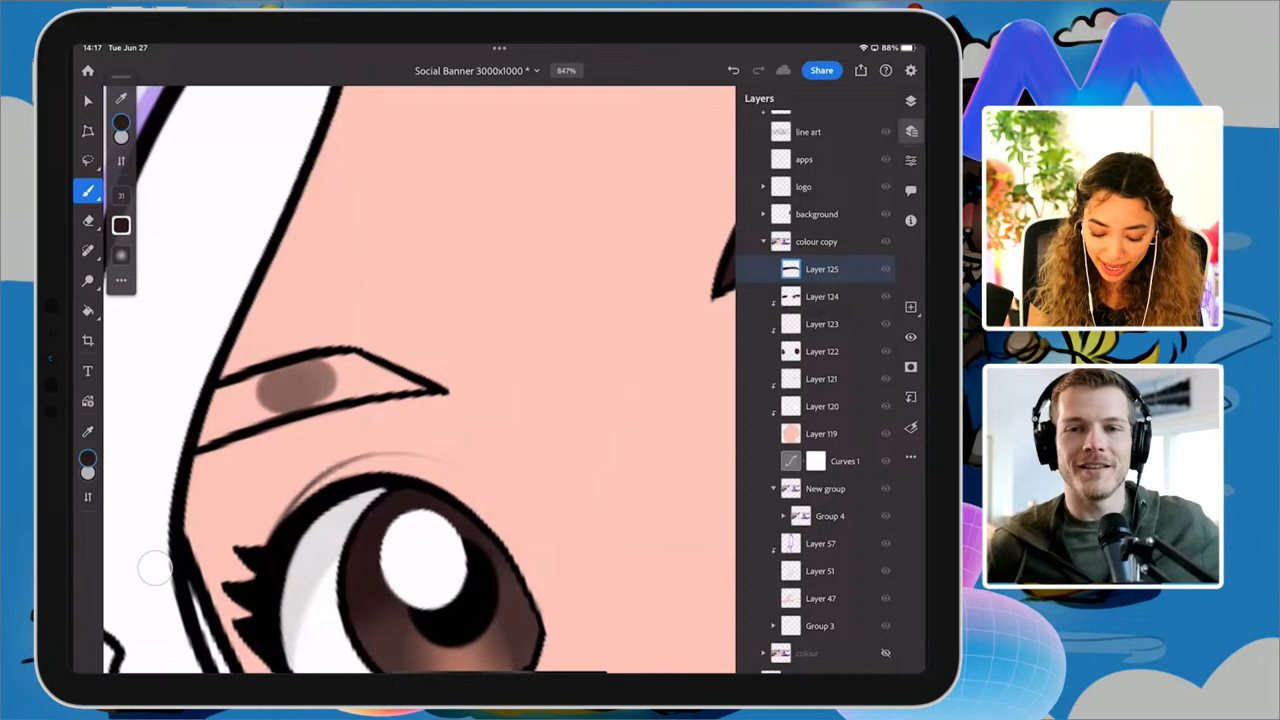 14:17 Tue Jun 27
88%
Social Banner 3000x1000 *
847%
Share
Layers
line art
apps
logo
background
colour copy
31
Layer 125
Layer 124
Layer 123
Layer 122
Layer 121
Layer 120
Layer 119
Curves 1
New group
Group 4
Layer 57
Layer 51
Layer 47
Group 3
colour